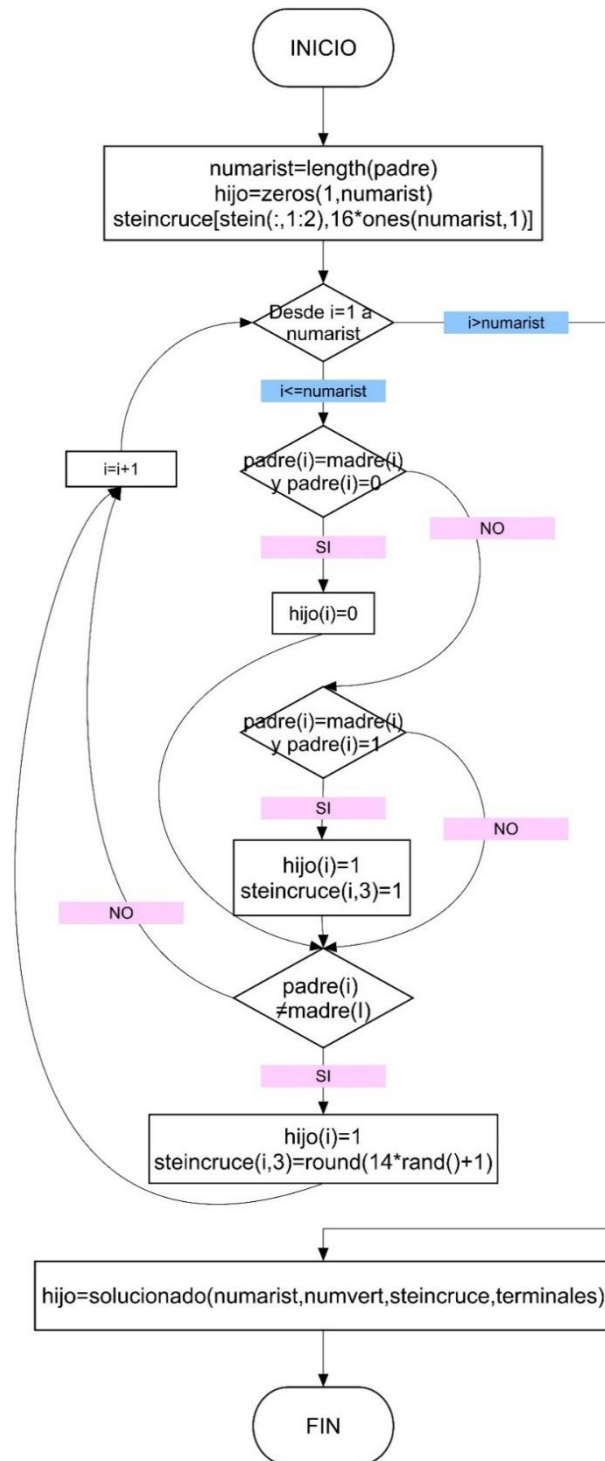 INICIO
numarist=length(padre)
hijo=zeros(1,numarist)
steincruce[stein(:,1:2),16*ones(numarist,1)]
Desde i=1 a
numarist
i>numarist
i<=numarist
padre(i)=madre(i)
y padre(i)=0
i=i+1
NO
SI
hijo(i)=0
padre(i)=madre(i)
y padre(i)=1
SI
NO
hijo(i)=1
steincruce(i,3)=1
NO
padre(i)
≠madre(I)
SI
hijo(i)=1
steincruce(i,3)=round(14*rand()+1)
hijo=solucionado(numarist,numvert,steincruce,terminales)
FIN